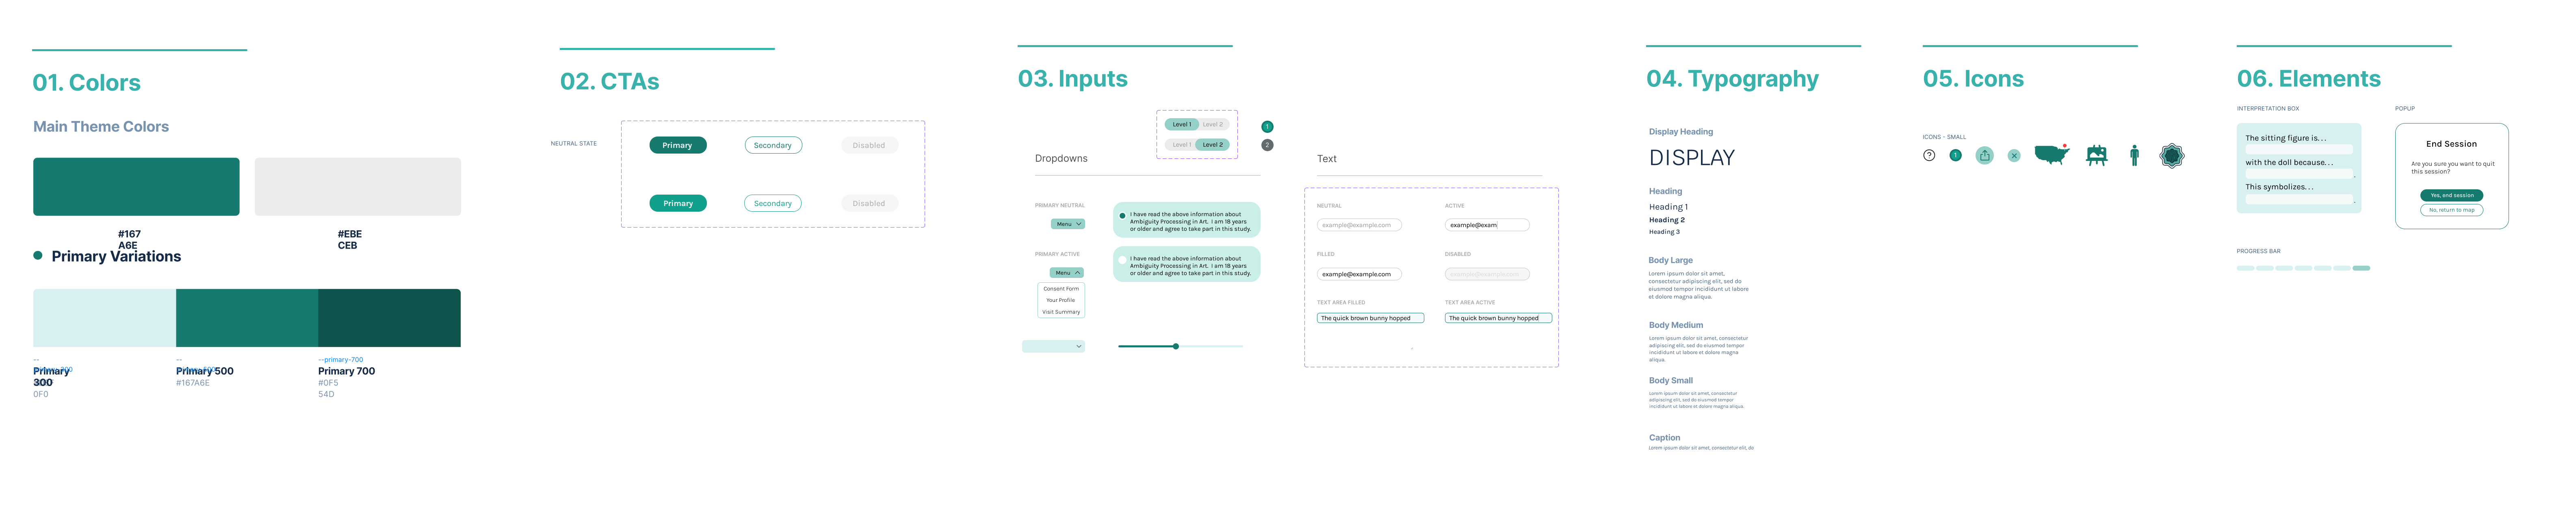 01. Colors
Main Theme Colors
#167
A6E
#EBE
CEB
Primary Variations
--
Primary
300
0F0
--
Primary 500
#167A6E
--primary-700
Primary 700
#0F5
54D
02. CTAs
NEUTRAL STATE
Primary
Secondary
Disabled
Primary
Secondary
Disabled
03. Inputs
Level 1
Level 2
Level 1
Level 2
1
2
Dropdowns
PRIMARY NEUTRAL
Menu
I have read the above information about
Ambiguity Processing in Art. I am 18 years
or older and agree to take part in this study.
PRIMARY ACTIVE
Menu
Consent Form
Your Profile
Visit Summary
I have read the above information about
Ambiguity Processing in Art. I am 18 years
or older and agree to take part in this study.
Text
NEUTRAL
example@example.com
ACTIVE
example@exam
FILLED
example@example.com
DISABLED
example@example.com
TEXT AREA FILLED
The quick brown bunny hopped
TEXT AREA ACTIVE
The quick brown bunny hopped
04. Typography
Display Heading
DISPLAY
Heading
Heading 1
Heading 2
Heading 3
Body Large
Lorem ipsum dolor sit amet,
consectetur adipiscing elit, sed do
eiusmod tempor incididunt ut labore
et dolore magna aliqua.
Body Medium
Lorem ipsum dolor sit amet, consectetur
adipiscing elit, sed do eiusmod tempor
incididunt ut labore et dolore magna
aliqua.
Body Small
Lorem ipsum dolor sit amet, consectetur
adipiscing elit, sed do eiusmod tempor
incididunt ut labore et dolore magna aliqua.
Caption
Lorem ipsum dolor sit amet, consectetur elit, do
05. Icons
ICONS - SMALL
?
1
06. Elements
INTERPRETATION BOX
The sitting figure is...
with the doll because...
.
This symbolizes...
.
POPUP
End Session
Are you sure you want to quit
this session?
Yes, end session
No, return to map
PROGRESS BAR